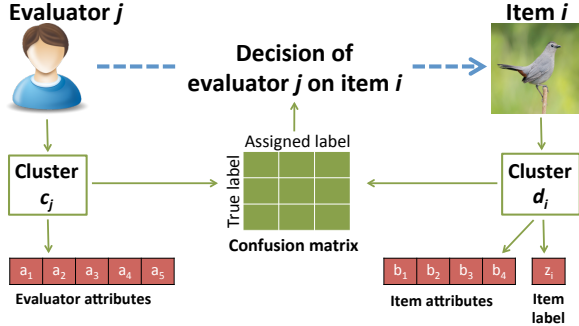 Evaluator j
Item i
Decision of
evaluator j on item i
Assigned label
True label
Cluster
c_j
Cluster
d_i
Confusion matrix
a_1 a_2 a_3 a_4 a_5
b_1 b_2 b_3 b_4
z_i
Evaluator attributes
Item attributes
Item
label